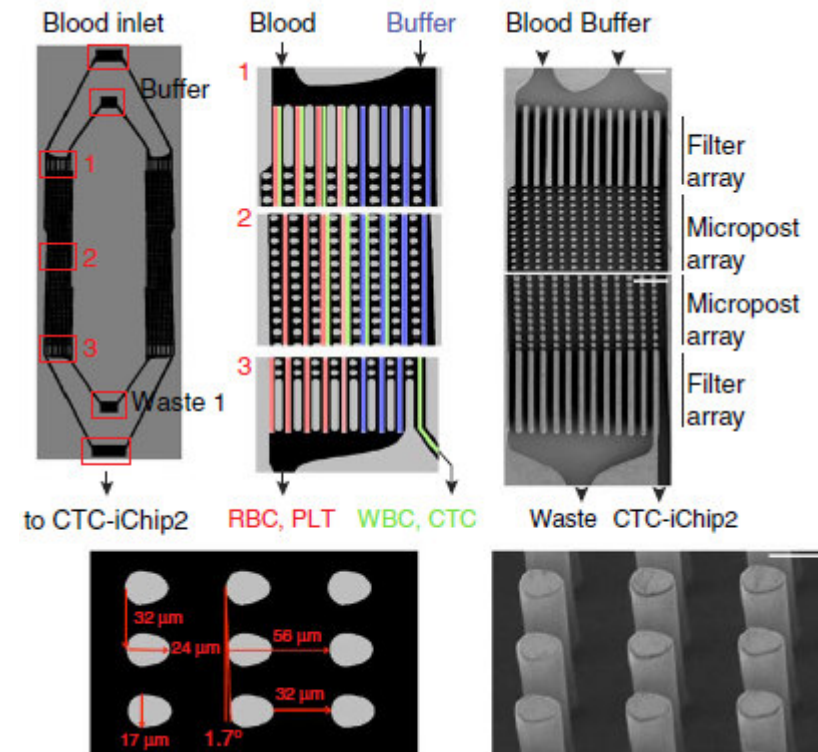 Blood inlet
Buffer
1
2
3
Waste 1
to CTC-iChip2
Blood Buffer
1
2
3
RBC, PLT WBC, CTC
Blood Buffer
Filter
array
Micropost
array
Micropost
array
Filter
array
Waste CTC-iChip2
32 µm
24 µm
56 µm
32 µm
17 µm
1.7º